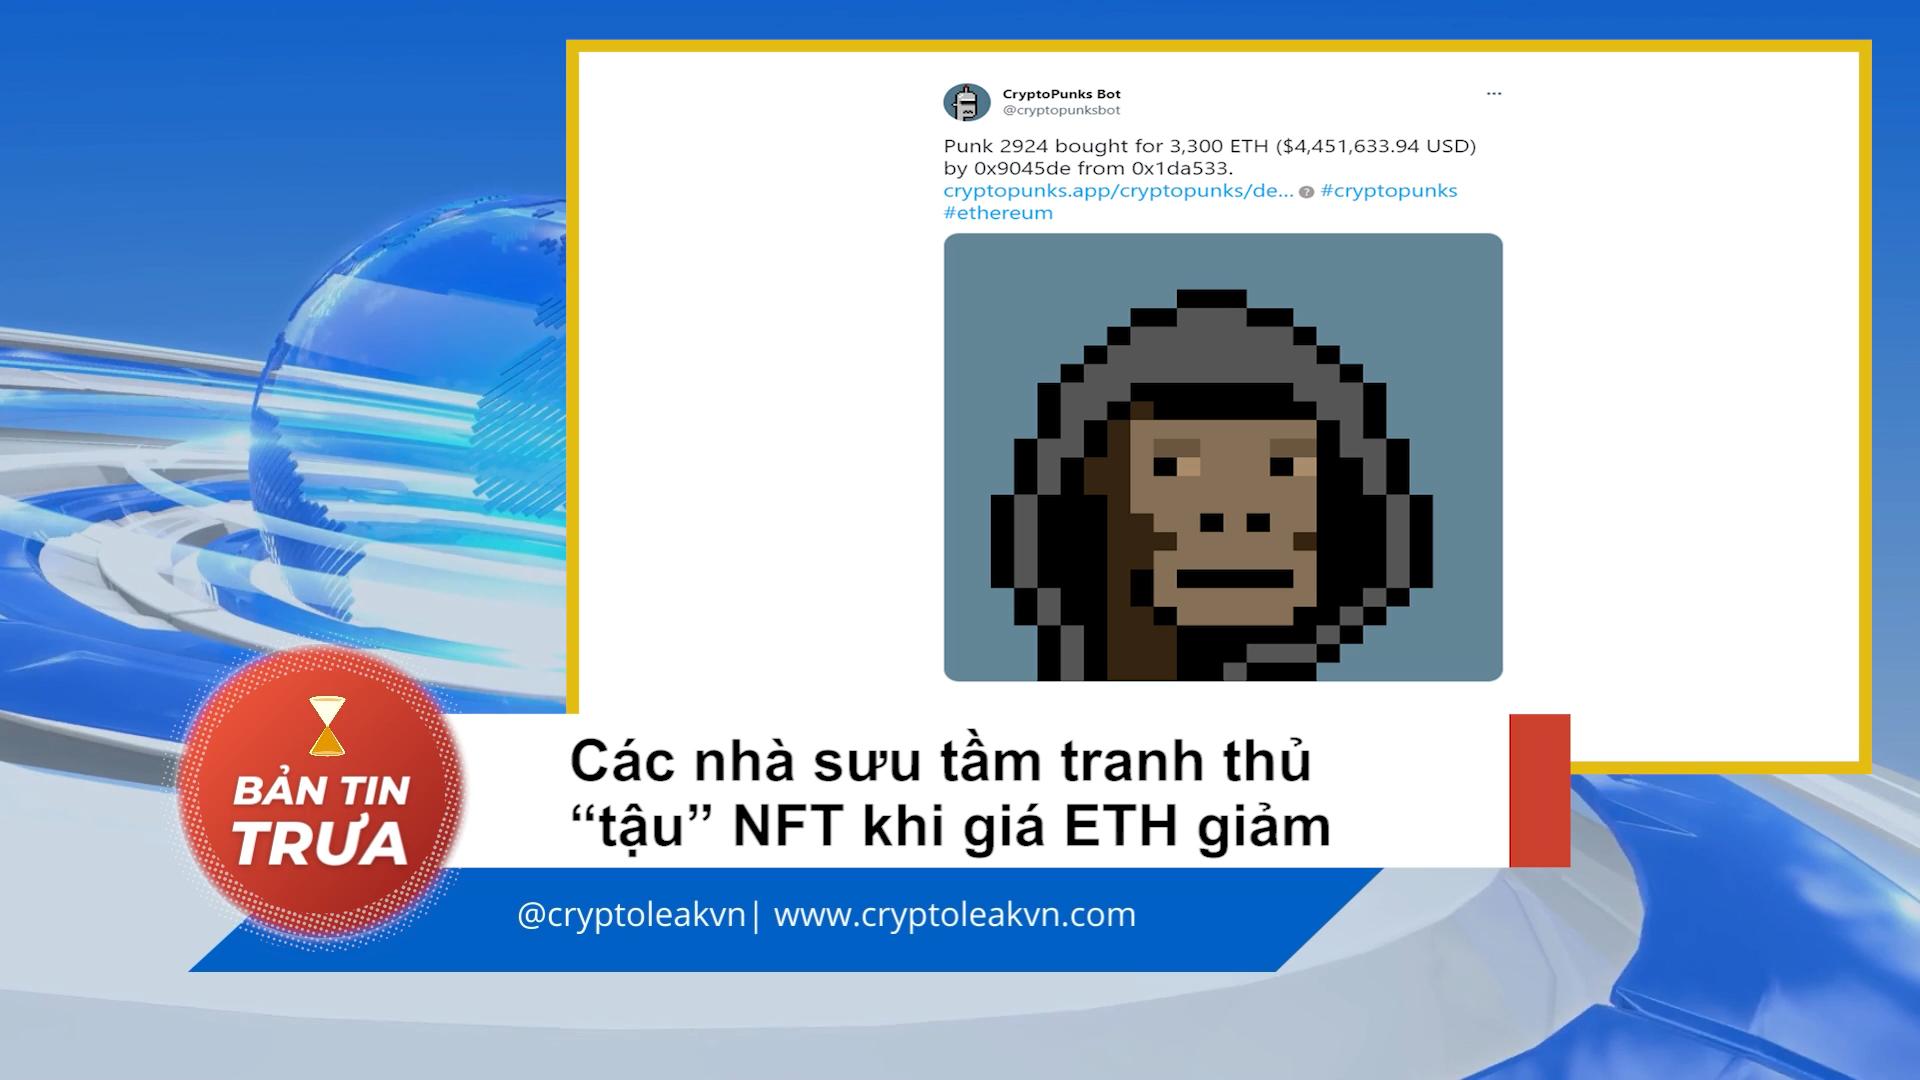 CryptoPunks Bot
@cryptopunksbot
Punk 2924 bought for 3,300 ETH ($4,451,633.94 USD)
by 0x9045de from 0x1da533.
cryptopunks.app/cryptopunks/de... ? #cryptopunks
#ethereum
BẢN TIN
TRƯA
Các nhà sưu tầm tranh thủ
“tậu” NFT khi giá ETH giảm
@cryptoleakvn| www.cryptoleakvn.com